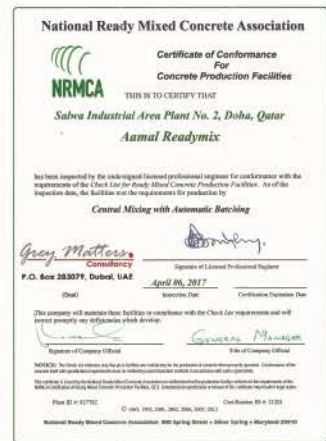 National Ready Mixed Concrete Association
NRMCA
Certificate of Conformance
For
Concrete Production Facilities
THIS IS TO CERTIFY THAT
Salwa Industrial Area Plant No. 2, Doha, Qatar
Aamal Readymix
has been inspected by the undersigned licensed professional engineer for conformance with the
requirements of the Check List for Ready Mixed Concrete Production Facilities. As of the
inspection date, the facilities met the requirements for production by
Central Mixing with Automatic Batching
Grey Matters
Consultancy
P.O. Box 283079, Dubai, UAE
(Seal)
Signature of Licensed Professional Engineer
April 06, 2017
Inspection Date
Certification Expiration Date
This company will maintain these facilities in compliance with the Check List requirements and will
correct promptly any deficiencies which develop.
Signature of Company Official
GENERAL MANAGER
Title of Company Official
National Ready Mixed Concrete Association
Silver Spring Maryland 20910